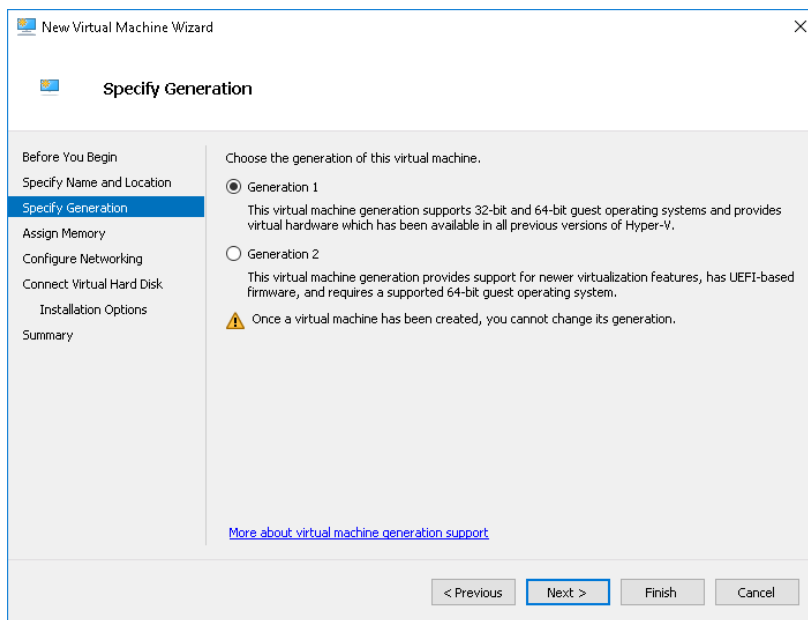 New Virtual Machine Wizard
Specify Generation
Before You Begin
Specify Name and Location
Specify Generation
Assign Memory
Configure Networking
Connect Virtual Hard Disk
Installation Options
Summary
Choose the generation of this virtual machine.
Generation 1
This virtual machine generation supports 32-bit and 64-bit guest operating systems and provides
virtual hardware which has been available in all previous versions of Hyper-V.
Generation 2
This virtual machine generation provides support for newer virtualization features, has UEFI-based
firmware, and requires a supported 64-bit guest operating system.
Once a virtual machine has been created, you cannot change its generation.
More about virtual machine generation support
< Previous
Next >
Finish
Cancel